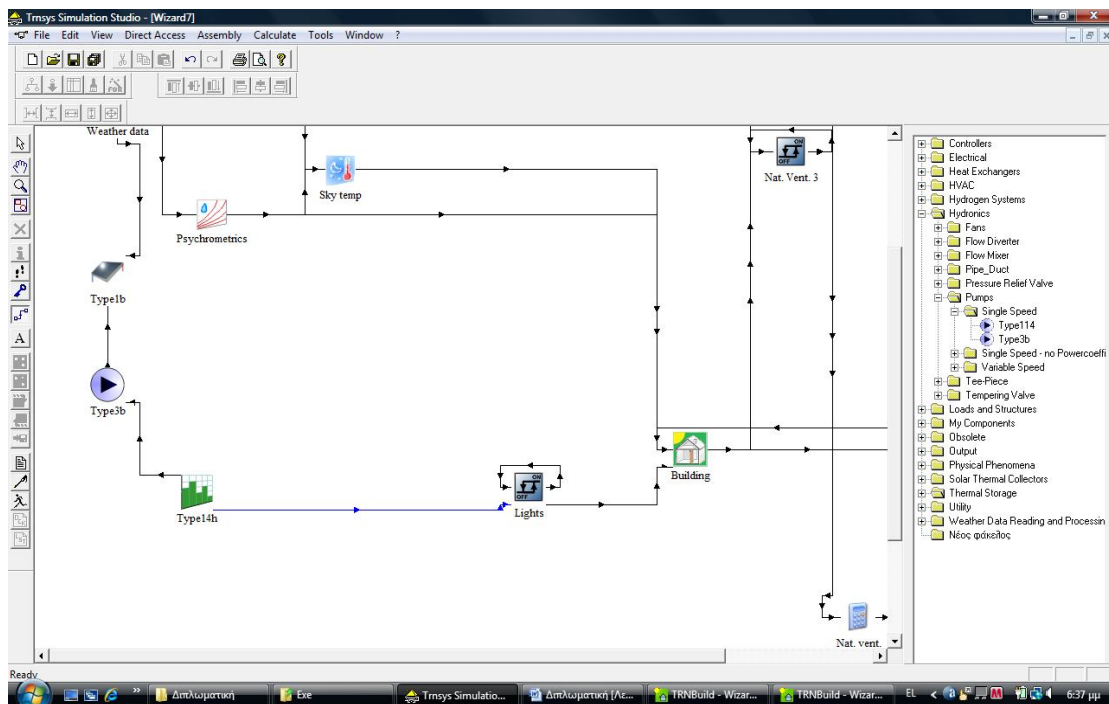 Trnsys Simulation Studio - [Wizard7]
File Edit View Direct Access Assembly Calculate Tools Window ?
Weather data
Sky temp
Psychrometrics
Type1b
Type3b
Type14h
ON
OFF
Lights
Building
ON
OFF
Nat. Vent. 3
Nat. vent.
Controllers
Electrical
Heat Exchangers
HVAC
Hydrogen Systems
Hydronics
Fans
Flow Diverter
Flow Mixer
Pipe_Duct
Pressure Relief Valve
Pumps
Single Speed
Type114
Type3b
Single Speed - no Powercoeffi
Variable Speed
Tee-Piece
Tempering Valve
Loads and Structures
My Components
Obsolete
Output
Physical Phenomena
Solar Thermal Collectors
Thermal Storage
Utility
Weather Data Reading and Processin
Νέος φάκελος
Ready
Διπλωματική
Exe
Trnsys Simulatio...
Διπλωματική [Λε...
TRNBuild - Wizar...
TRNBuild - Wizar...
EL
6:37 μμ